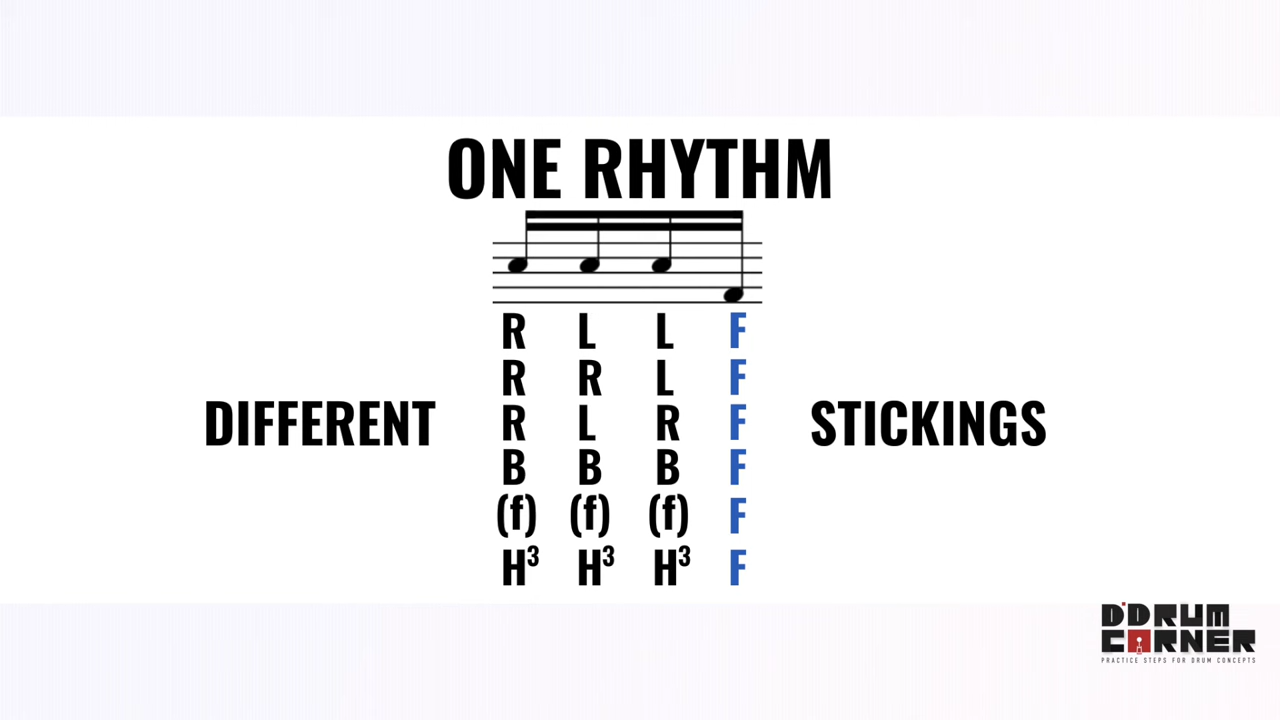 ONE RHYTHM
R L L F
R R L F
DIFFERENT R L R F STICKINGS
B B B F
(f) (f) (f) F
H³ H³ H³ F
D'DRUM
CORNER
PRACTICE STEPS FOR DRUM CONCEPTS